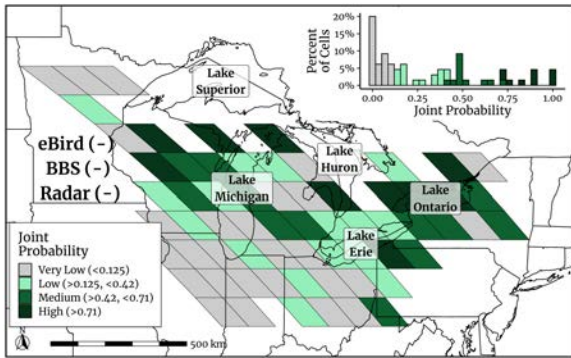 20%
15%
10%
5%
0%
Percent
of Cells
0.00
0.25
0.50
0.75
1.00
Joint Probability
Lake
Superior
eBird (-)
BBS (-)
Radar (-)
Lake
Huron
Lake
Michigan
Lake
Ontario
Lake
Erie
Joint
Probability
Very Low (<0.125)
Low (>0.125, <0.42)
Medium (>0.42, <0.71)
High (>0.71)
N
500 km